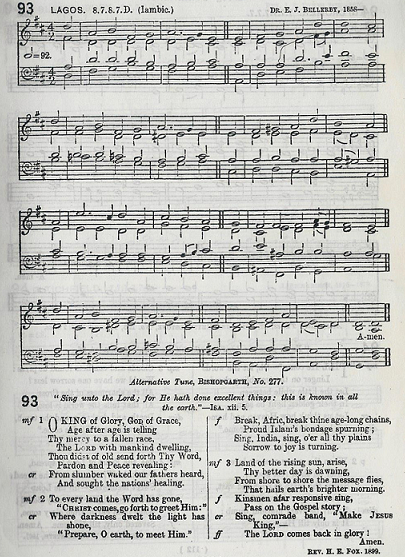 93 LAGOS. 8.7.8.7.D. (Iambic.) DR. E. J. BELLERBY, 1858—
=92.
A-men.
Alternative Tune, BISHOPGARTH, No. 277.
93
"Sing unto the Lord; for He hath done excellent things: this is known in all
the earth."—ISA. xii. 5.
mf 1 O KING of Glory, GOD of Grace,
Age after age is telling
Thy mercy to a fallen race,
The LORD with mankind dwelling,
Thou didst of old send forth Thy Word,
Pardon and Peace revealing:
cr From slumber waked our fathers heard,
And sought the nations' healing.
mf 2 To every land the Word has gone,
"CHRIST comes, go forth to greet Him:"
cr Where darkness dwelt the light has
shone,
"Prepare, O earth, to meet Him."
f Break, Afric, break thine age-long chains,
Proud Islam's bondage spurning;
Sing, India, sing, o'er all thy plains
Sorrow to joy is turning.
mf 3 Land of the rising sun, arise,
Thy better day is dawning,
From shore to shore the message flies,
That hails earth's brighter morning.
f Kinsmen afar responsive sing,
Pass on the Gospel story;
cr Sing, comrade band, "Make JESUS
KING."—
ff The LORD comes back in glory!
Amen.
REV. H. E. FOX. 1899.